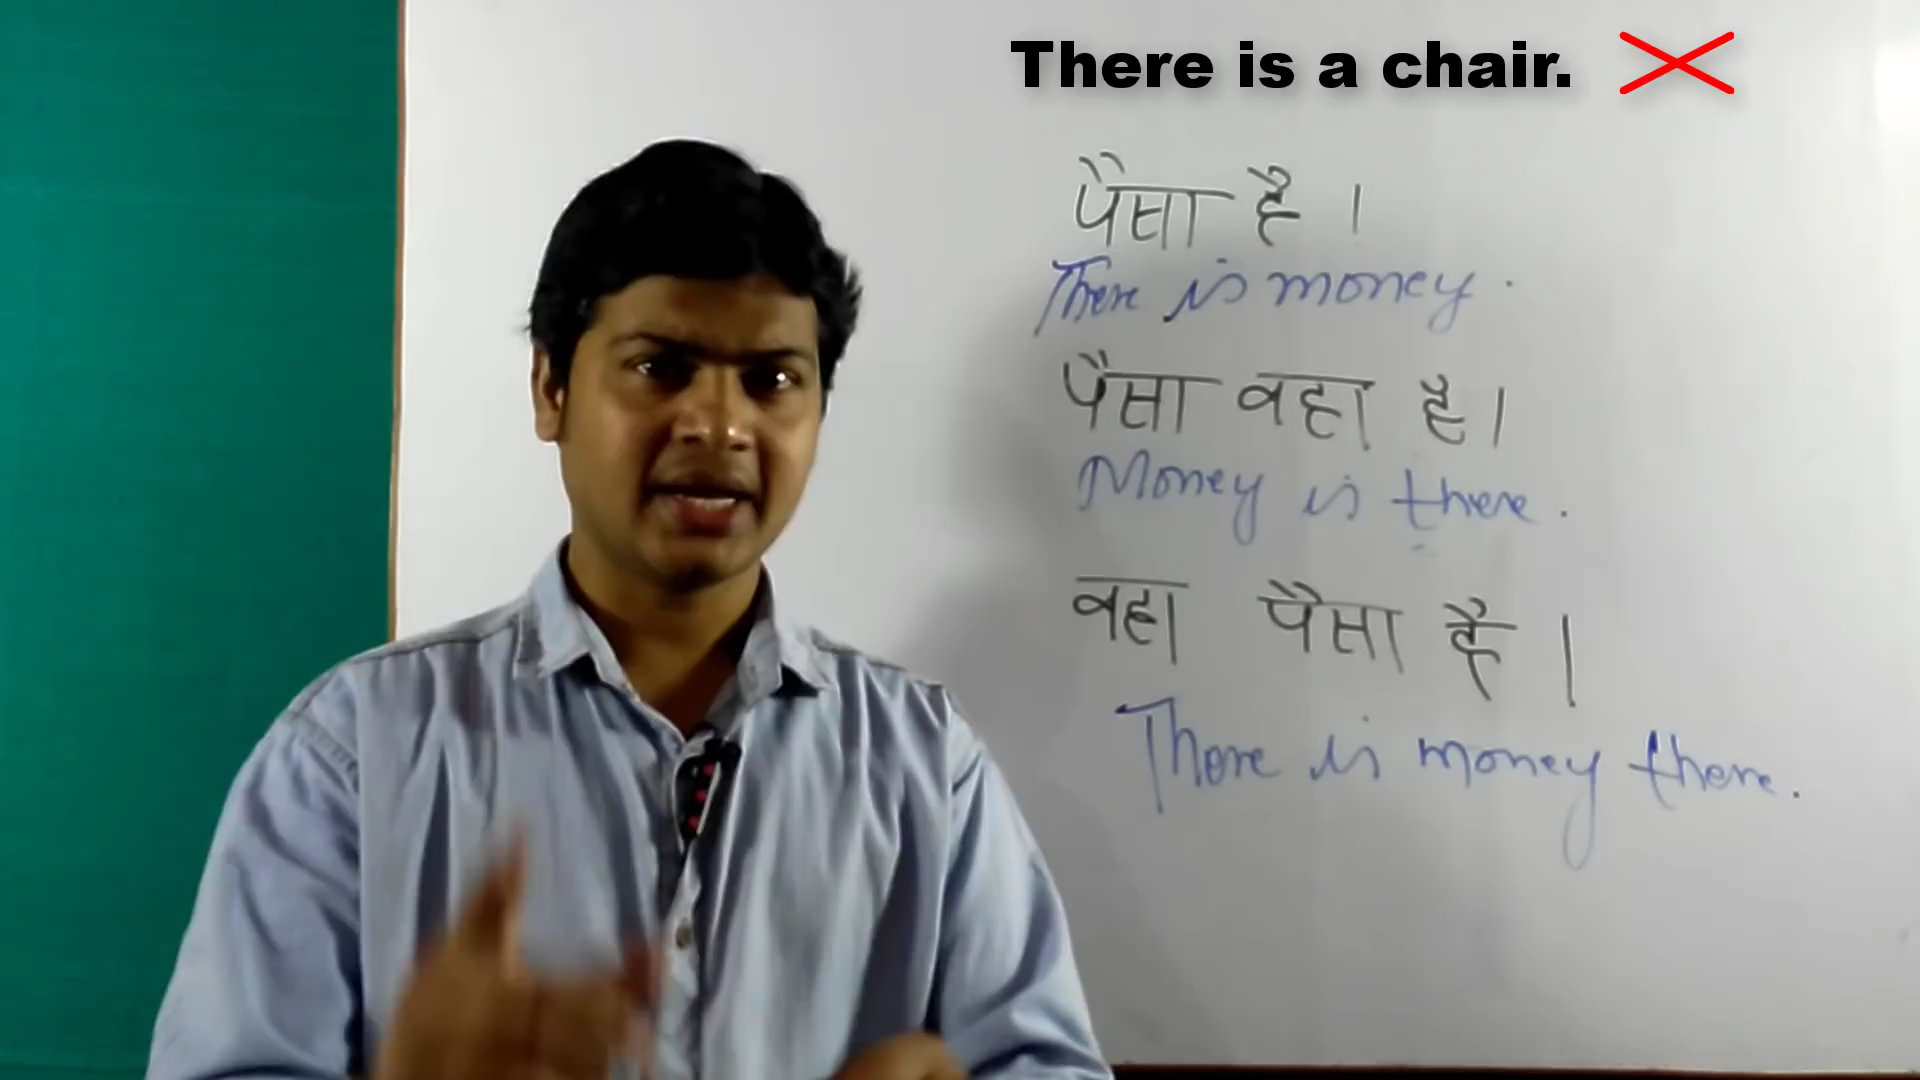 There is a chair.
पैसा है।
There is money.
पैसा वहा है।
Money is there.
वहा पैसा है।
There is money there.